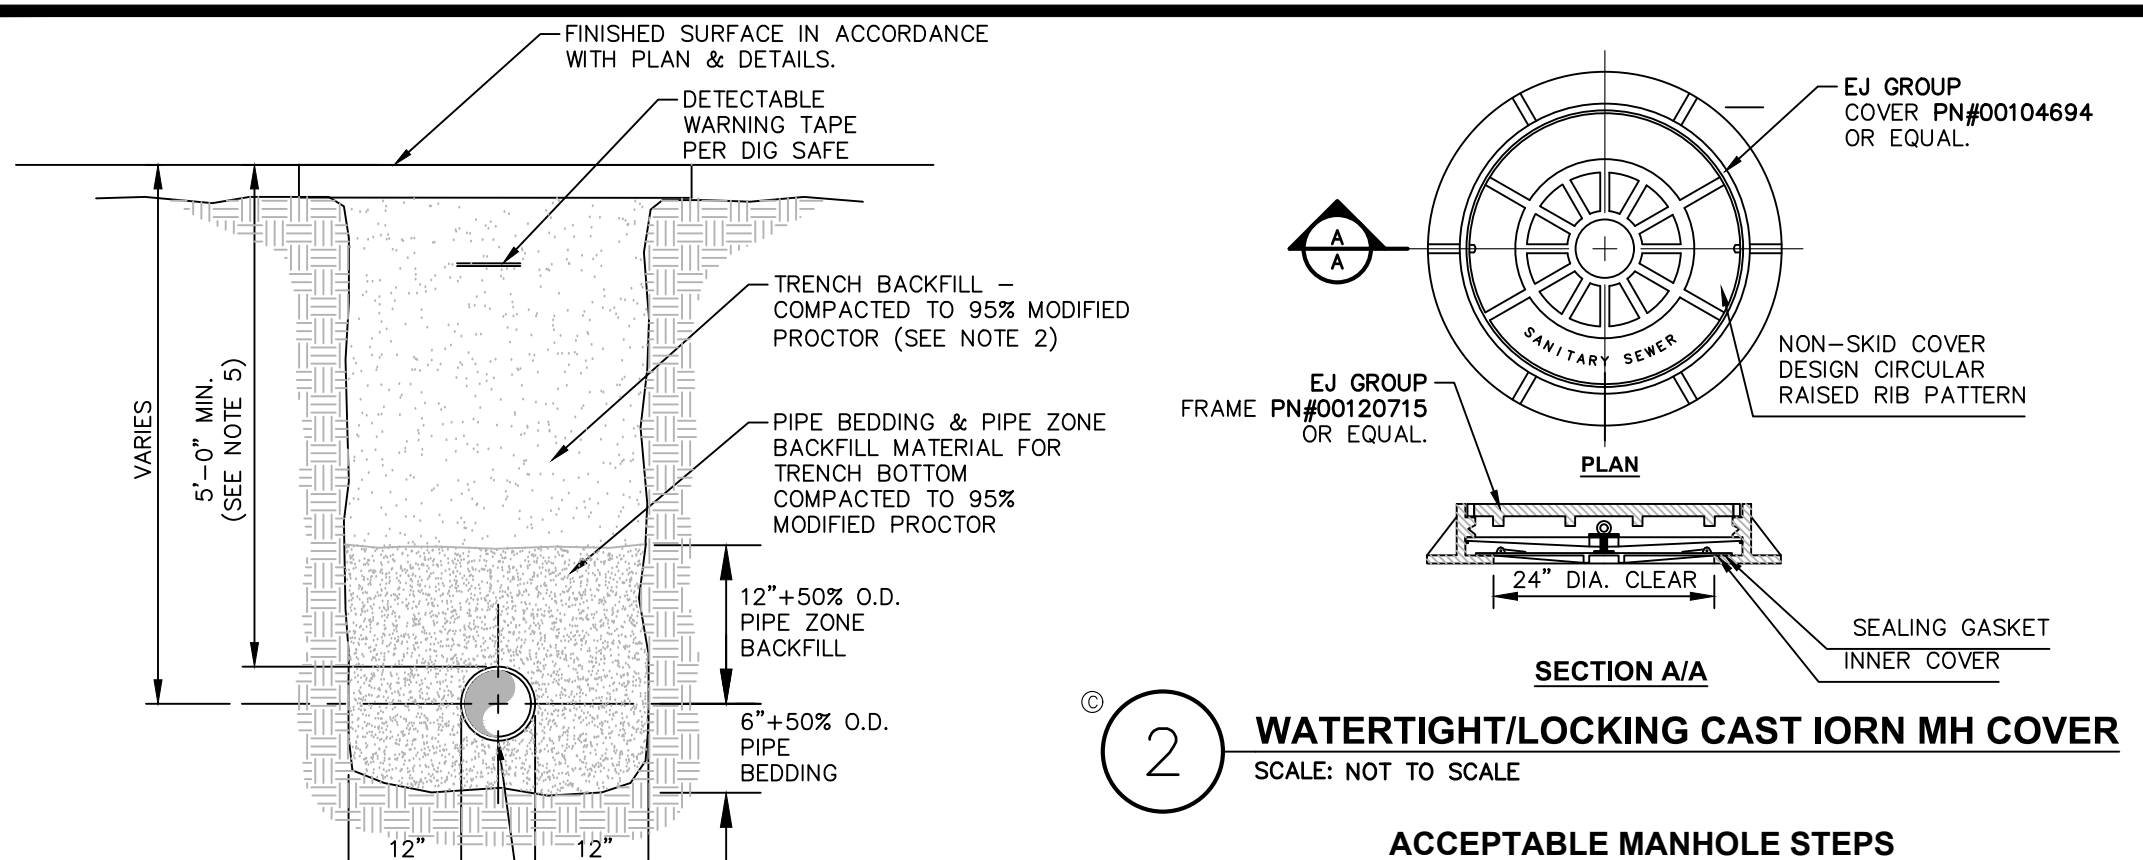 FINISHED SURFACE IN ACCORDANCE
WITH PLAN & DETAILS.
DETECTABLE
WARNING TAPE
PER DIG SAFE
TRENCH BACKFILL –
COMPACTED TO 95% MODIFIED
PROCTOR (SEE NOTE 2)
PIPE BEDDING & PIPE ZONE
BACKFILL MATERIAL FOR
TRENCH BOTTOM
COMPACTED TO 95%
MODIFIED PROCTOR
VARIES
5'–0" MIN.
(SEE NOTE 5)
12"+50% O.D.
PIPE ZONE
BACKFILL
6"+50% O.D.
PIPE
BEDDING
12"
12"
EJ GROUP
COVER PN#00104694
OR EQUAL.
A
A
SANITARY SEWER
NON–SKID COVER
DESIGN CIRCULAR
RAISED RIB PATTERN
EJ GROUP
FRAME PN#00120715
OR EQUAL.
PLAN
24" DIA. CLEAR
SEALING GASKET
INNER COVER
SECTION A/A
©
2
WATERTIGHT/LOCKING CAST IORN MH COVER
SCALE: NOT TO SCALE
ACCEPTABLE MANHOLE STEPS